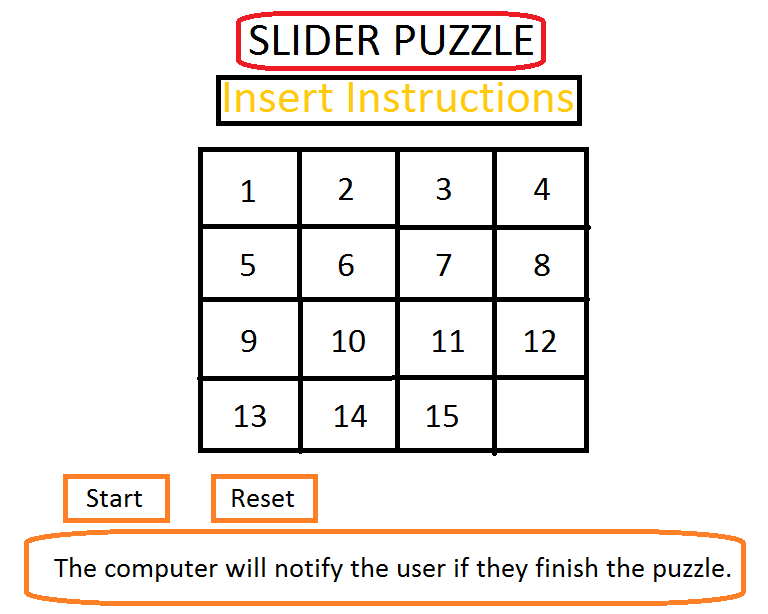 SLIDER PUZZLE
Insert Instructions
1 2 3 4
5 6 7 8
9 10 11 12
13 14 15
Start Reset
The computer will notify the user if they finish the puzzle.